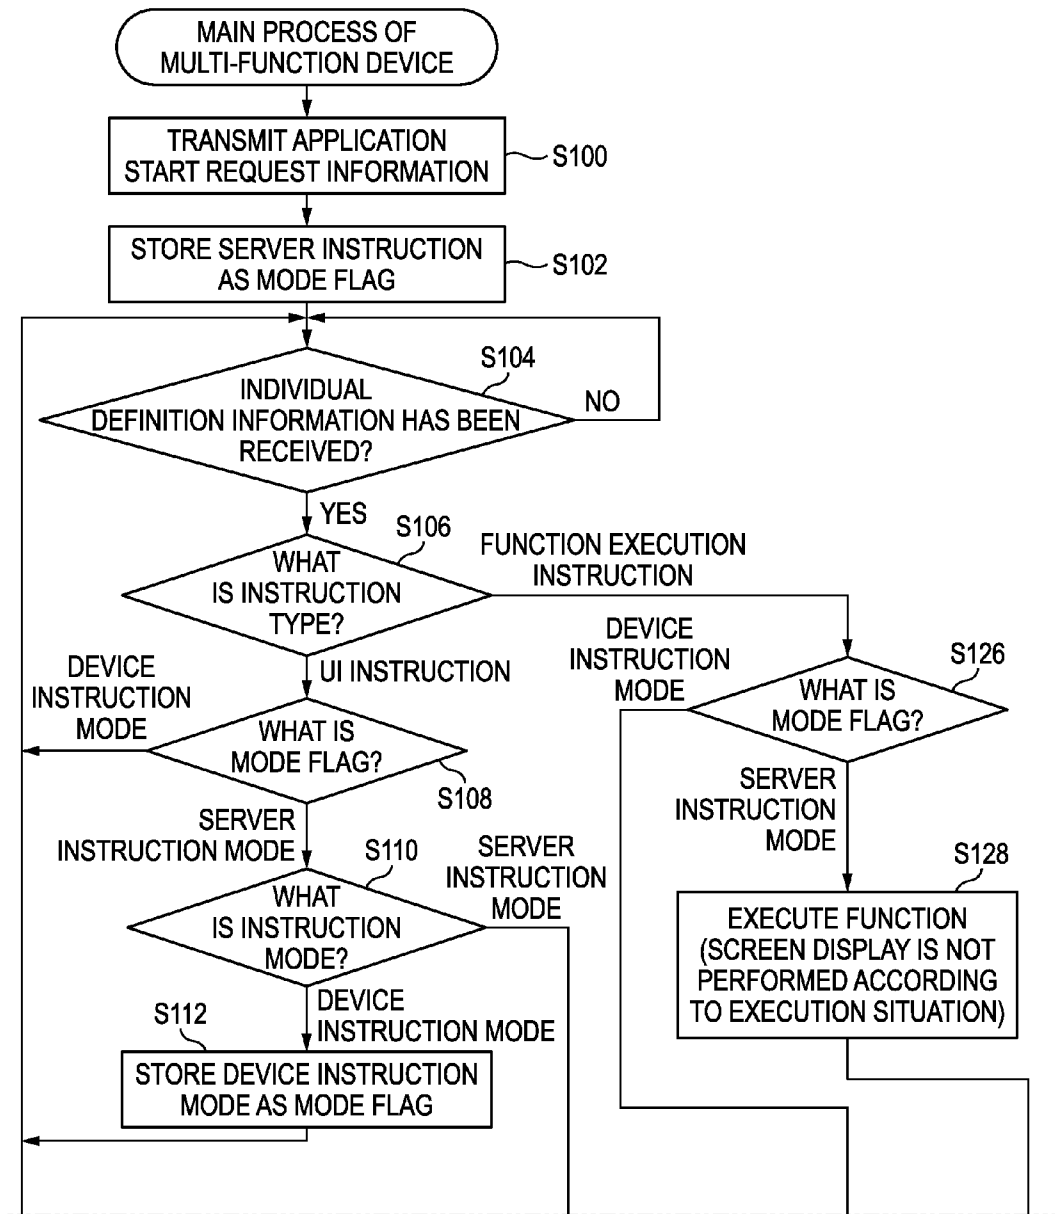 MAIN PROCESS OF
MULTI-FUNCTION DEVICE
TRANSMIT APPLICATION
START REQUEST INFORMATION
S100
STORE SERVER INSTRUCTION
AS MODE FLAG
S102
S104
INDIVIDUAL
DEFINITION INFORMATION HAS BEEN
RECEIVED?
NO
YES
S106
WHAT
IS INSTRUCTION
TYPE?
FUNCTION EXECUTION
INSTRUCTION
UI INSTRUCTION
DEVICE
INSTRUCTION
MODE
WHAT IS
MODE FLAG?
S108
DEVICE
INSTRUCTION
MODE
S126
WHAT IS
MODE FLAG?
SERVER
INSTRUCTION MODE
S110
WHAT
IS INSTRUCTION
MODE?
SERVER
INSTRUCTION
MODE
SERVER
INSTRUCTION
MODE
S128
EXECUTE FUNCTION
(SCREEN DISPLAY IS NOT
PERFORMED ACCORDING
TO EXECUTION SITUATION)
DEVICE
INSTRUCTION MODE
S112
STORE DEVICE INSTRUCTION
MODE AS MODE FLAG